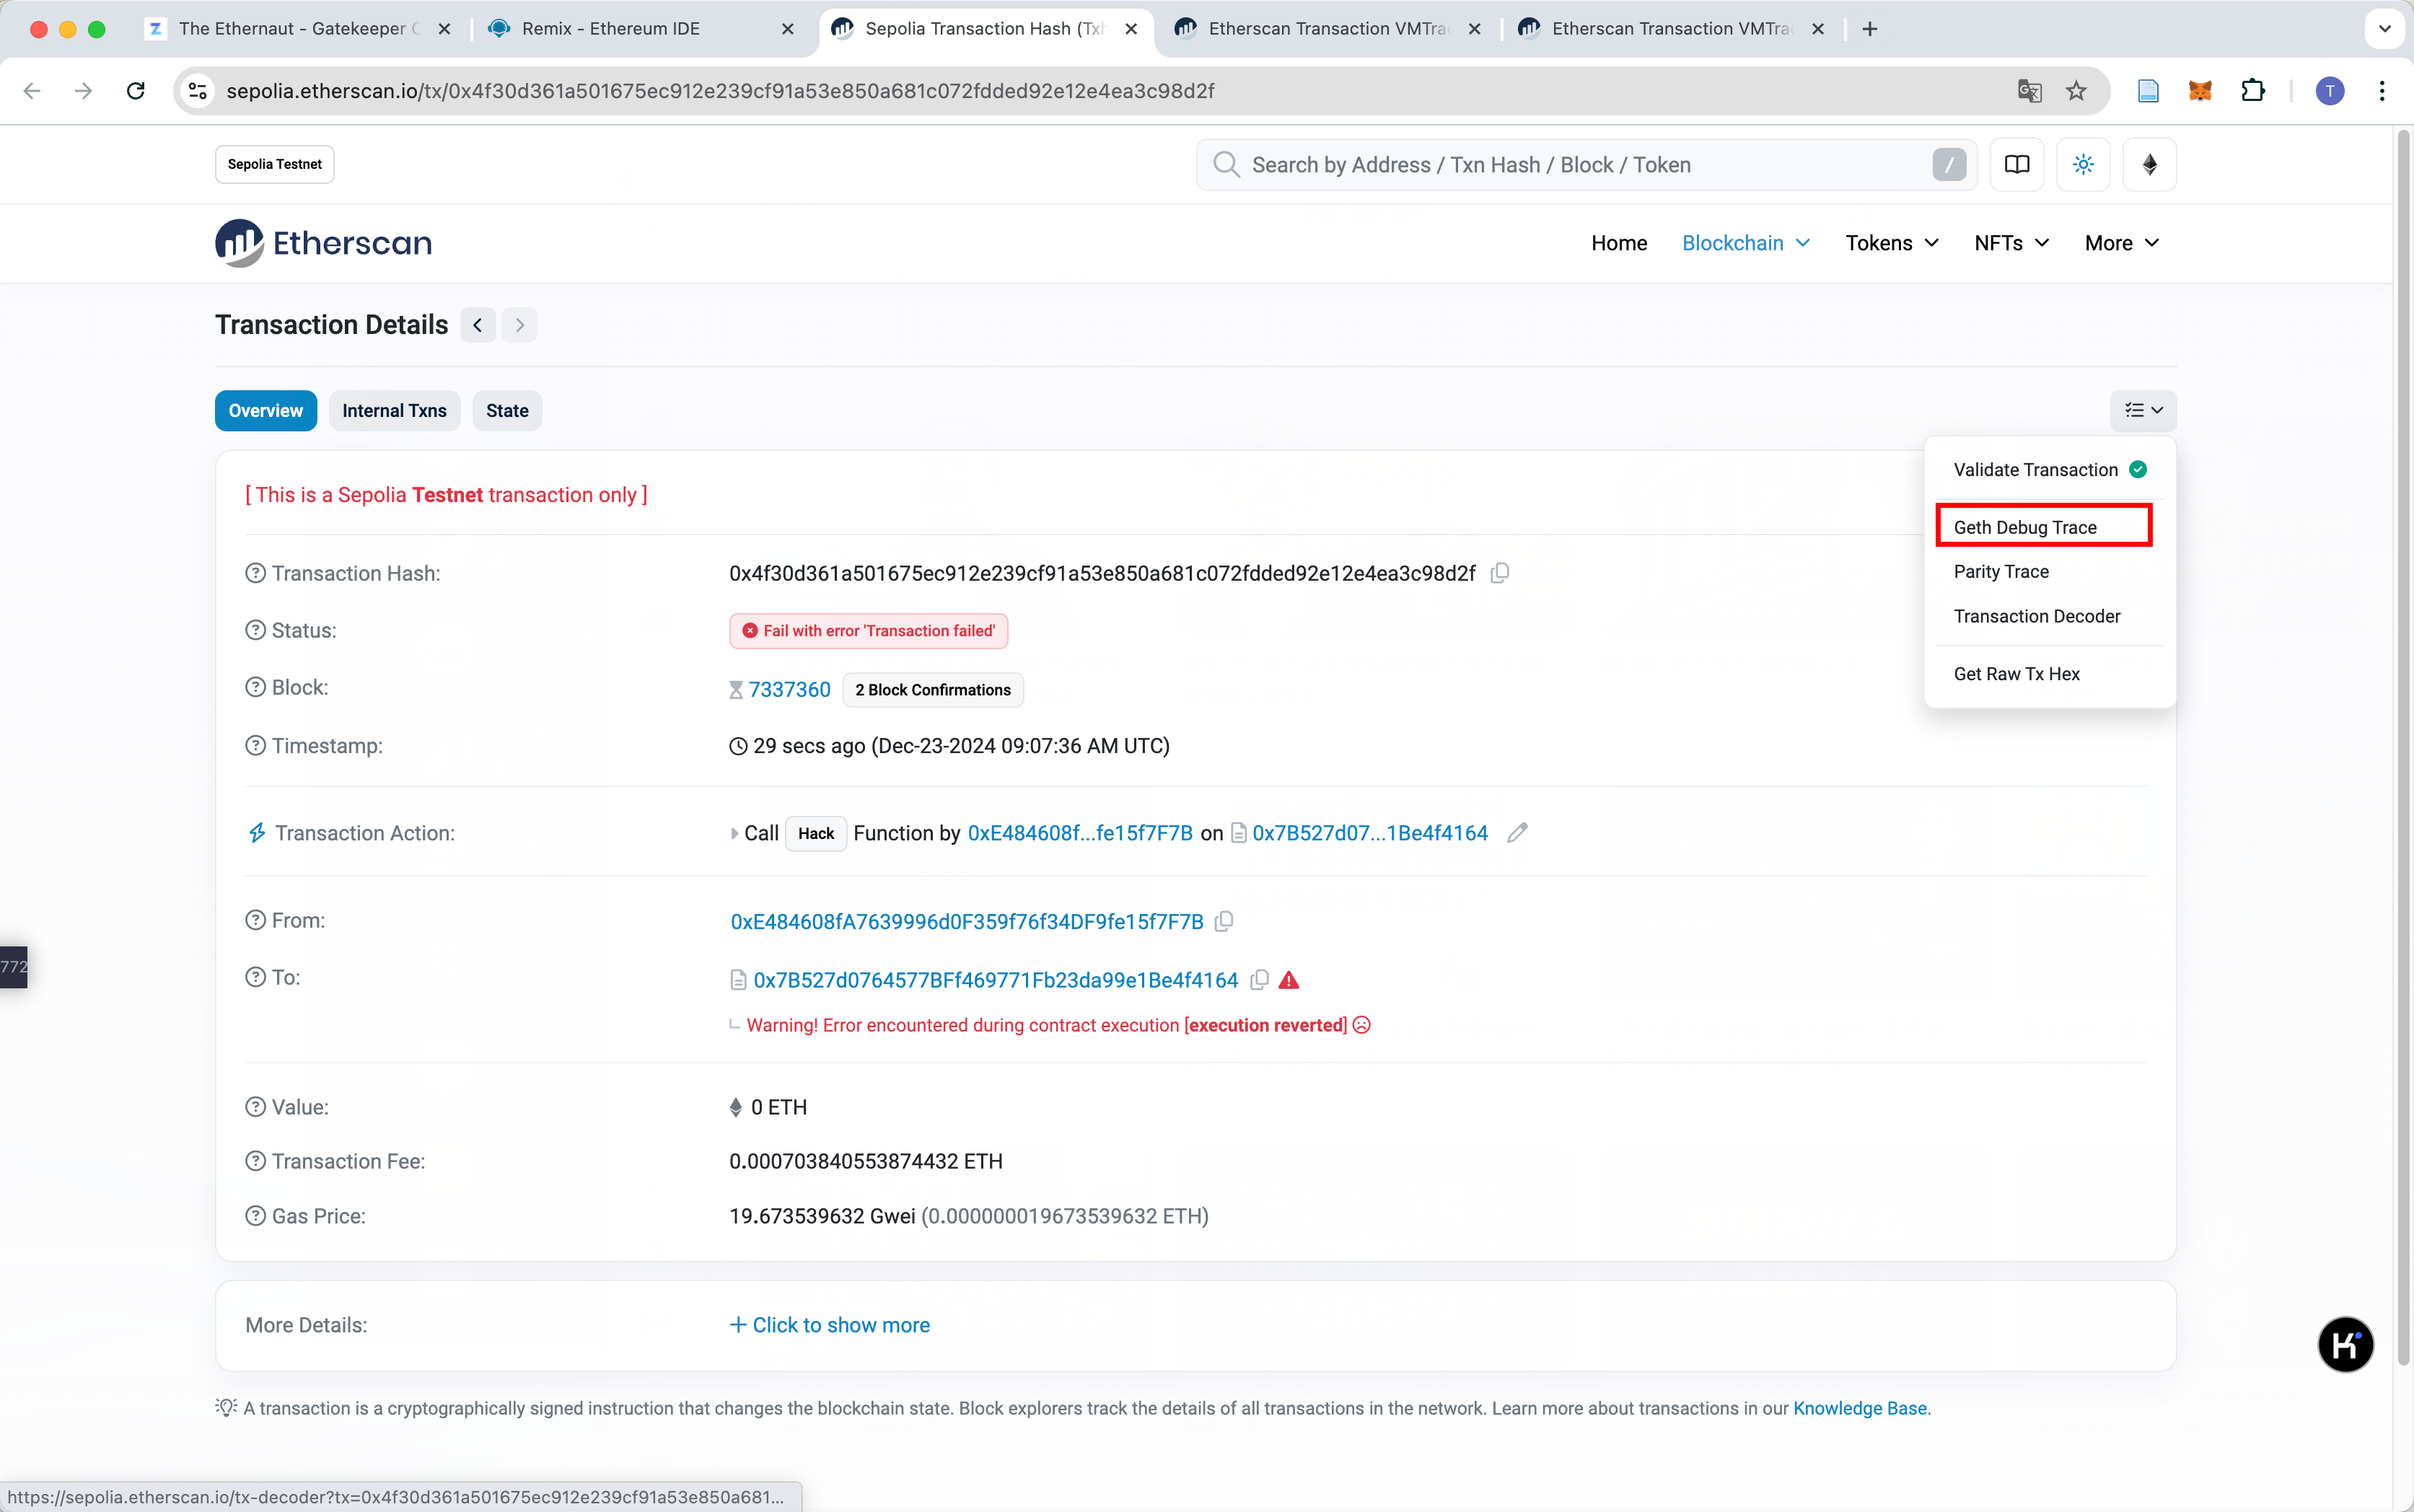 The Ethernaut - Gatekeeper
Remix - Ethereum IDE
Sepolia Transaction Hash (Txh
Etherscan Transaction VMTra
Etherscan Transaction VMTra
sepolia.etherscan.io/tx/0x4f30d361a501675ec912e239cf91a53e850a681c072fdded92e12e4ea3c98d2f
T
Sepolia Testnet
Search by Address / Txn Hash / Block / Token
/
Etherscan
Home
Blockchain
Tokens
NFTs
More
Transaction Details
Overview
Internal Txns
State
Validate Transaction
Geth Debug Trace
Parity Trace
Transaction Decoder
Get Raw Tx Hex
[ This is a Sepolia Testnet transaction only ]
Transaction Hash:
0x4f30d361a501675ec912e239cf91a53e850a681c072fdded92e12e4ea3c98d2f
Status:
Fail with error 'Transaction failed'
Block:
7337360
2 Block Confirmations
Timestamp:
29 secs ago (Dec-23-2024 09:07:36 AM UTC)
Transaction Action:
Call Hack Function by 0xE484608f...fe15f7F7B on 0x7B527d07...1Be4f4164
From:
0xE484608fA7639996d0F359f76f34DF9fe15f7F7B
772
To:
0x7B527d0764577BFf469771Fb23da99e1Be4f4164
Warning! Error encountered during contract execution [execution reverted]
Value:
0 ETH
Transaction Fee:
0.000703840553874432 ETH
Gas Price:
19.673539632 Gwei (0.000000019673539632 ETH)
More Details:
+ Click to show more
A transaction is a cryptographically signed instruction that changes the blockchain state. Block explorers track the details of all transactions in the network. Learn more about transactions in our Knowledge Base.
https://sepolia.etherscan.io/tx-decoder?tx=0x4f30d361a501675ec912e239cf91a53e850a681...